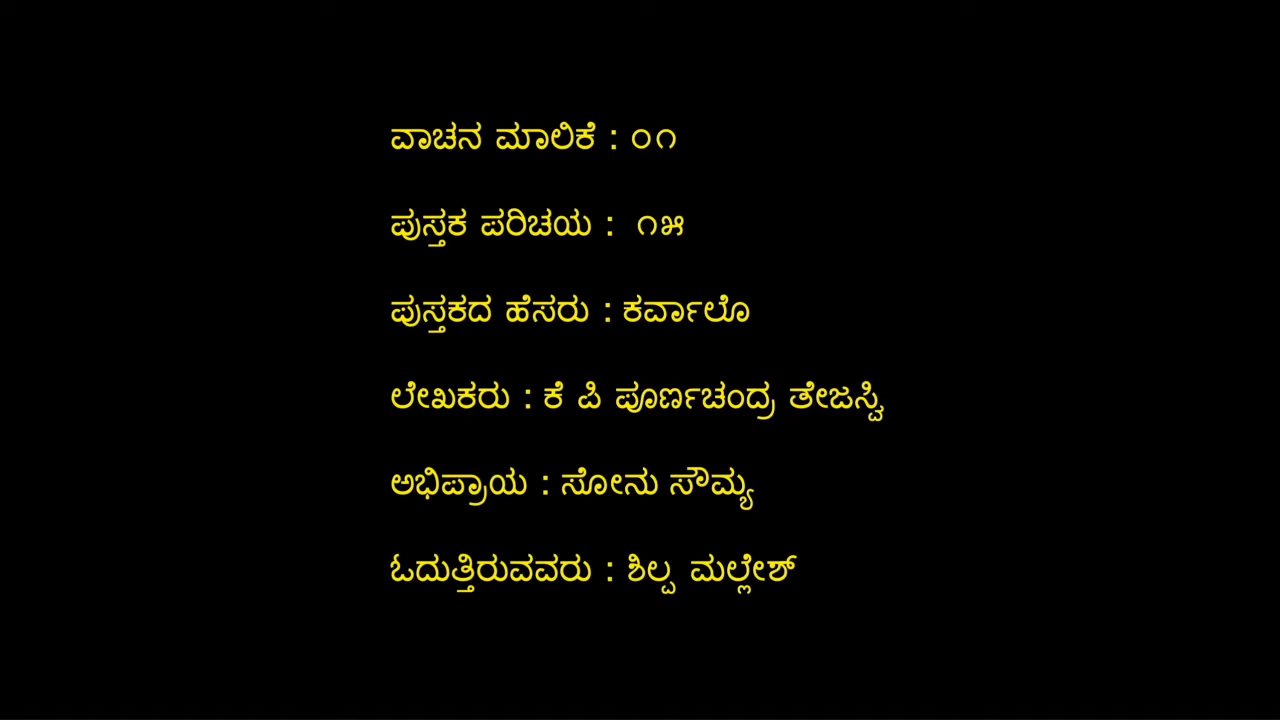 ವಾಚನ ಮಾಲಿಕೆ : ೦೧
ಪುಸ್ತಕ ಪರಿಚಯ : ೧೫
ಪುಸ್ತಕದ ಹೆಸರು : ಕರ್ವಾಲೊ
ಲೇಖಕರು : ಕೆ ಪಿ ಪೂರ್ಣಚಂದ್ರ ತೇಜಸ್ವಿ
ಅಭಿಪ್ರಾಯ : ಸೋನು ಸೌಮ್ಯ
ಓದುತ್ತಿರುವವರು : ಶಿಲ್ಪ ಮಲ್ಲೇಶ್